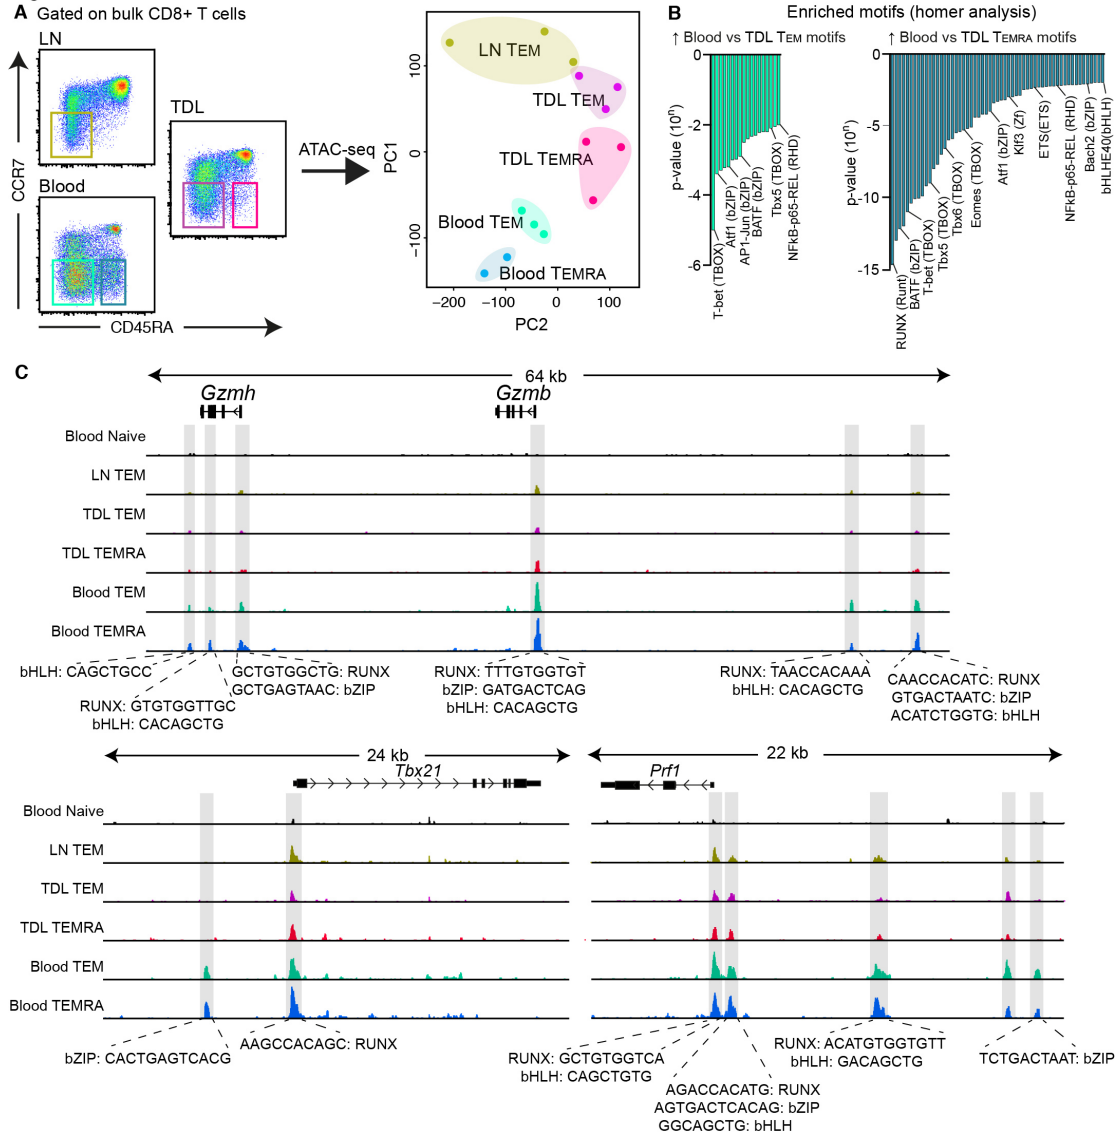 A
Gated on bulk CD8+ T cells
LN
TDL
Blood
CCR7
CD45RA
ATAC-seq
PC1
100
0
−100
−200
−100
0
100
PC2
LN TEM
TDL TEM
TDL TEMRA
Blood TEM
Blood TEMRA
B
Enriched motifs (homer analysis)
↑ Blood vs TDL TEM motifs
p-value (10ⁿ)
0
-2
-4
-6
T-bet (TBOX)
Atf1 (bZIP)
AP1-Jun (bZIP)
BATF (bZIP)
Tbx5 (TBOX)
NFkB-p65-REL (RHD)
↑ Blood vs TDL TEMRA motifs
p-value (10ⁿ)
0
-5
-10
-15
RUNX (Runt)
BATF (bZIP)
T-bet (TBOX)
Tbx5 (TBOX)
Tbx6 (TBOX)
Eomes (TBOX)
Atf1 (bZIP)
Klf3 (Zf)
ETS(ETS)
NFkB-p65-REL (RHD)
Bach2 (bZIP)
bHLHE40(bHLH)
C
64 kb
Gzmh
Gzmb
Blood Naive
LN TEM
TDL TEM
TDL TEMRA
Blood TEM
Blood TEMRA
bHLH: CAGCTGCC
RUNX: GTGTGGTTGC
bHLH: CACAGCTG
GCTGTGGCTG: RUNX
GCTGAGTAAC: bZIP
RUNX: TTTGTGGTGT
bZIP: GATGACTCAG
bHLH: CACAGCTG
RUNX: TAACCACAAA
bHLH: CACAGCTG
CAACCACATC: RUNX
GTGACTAATC: bZIP
ACATCTGGTG: bHLH
24 kb
Tbx21
22 kb
Prf1
Blood Naive
LN TEM
TDL TEM
TDL TEMRA
Blood TEM
Blood TEMRA
bZIP: CACTGAGTCACG
AAGCCACAGC: RUNX
RUNX: GCTGTGGTCA
bHLH: CAGCTGTG
AGACCACATG: RUNX
AGTGACTCACAG: bZIP
GGCAGCTG: bHLH
RUNX: ACATGTGGTGTT
bHLH: GACAGCTG
TCTGACTAAT: bZIP